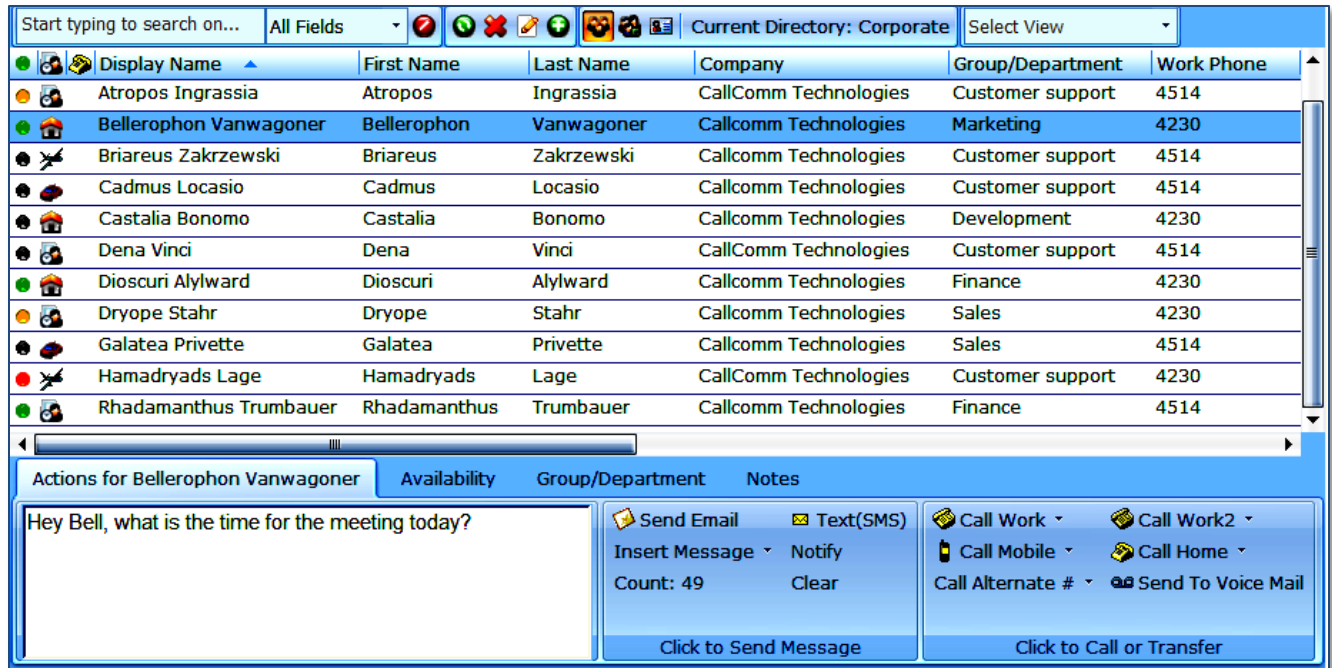 Start typing to search on... All Fields Current Directory: Corporate Select View
Display Name First Name Last Name Company Group/Department Work Phone
Atropos Ingrassia Atropos Ingrassia CallComm Technologies Customer support 4514
Bellerophon Vanwagoner Bellerophon Vanwagoner Callcomm Technologies Marketing 4230
Briareus Zakrzewski Briareus Zakrzewski Callcomm Technologies Customer support 4514
Cadmus Locasio Cadmus Locasio Callcomm Technologies Customer support 4514
Castalia Bonomo Castalia Bonomo Callcomm Technologies Development 4230
Dena Vinci Dena Vinci CallComm Technologies Customer support 4514
Dioscuri Alylward Dioscuri Alylward Callcomm Technologies Finance 4230
Dryope Stahr Dryope Stahr Callcomm Technologies Sales 4230
Galatea Privette Galatea Privette Callcomm Technologies Sales 4514
Hamadryads Lage Hamadryads Lage CallComm Technologies Customer support 4230
Rhadamanthus Trumbauer Rhadamanthus Trumbauer Callcomm Technologies Finance 4514
Actions for Bellerophon Vanwagoner Availability Group/Department Notes
Hey Bell, what is the time for the meeting today? Send Email Text(SMS) Call Work Call Work2
Insert Message Notify Call Mobile Call Home
Count: 49 Clear Call Alternate # Send To Voice Mail
Click to Send Message Click to Call or Transfer